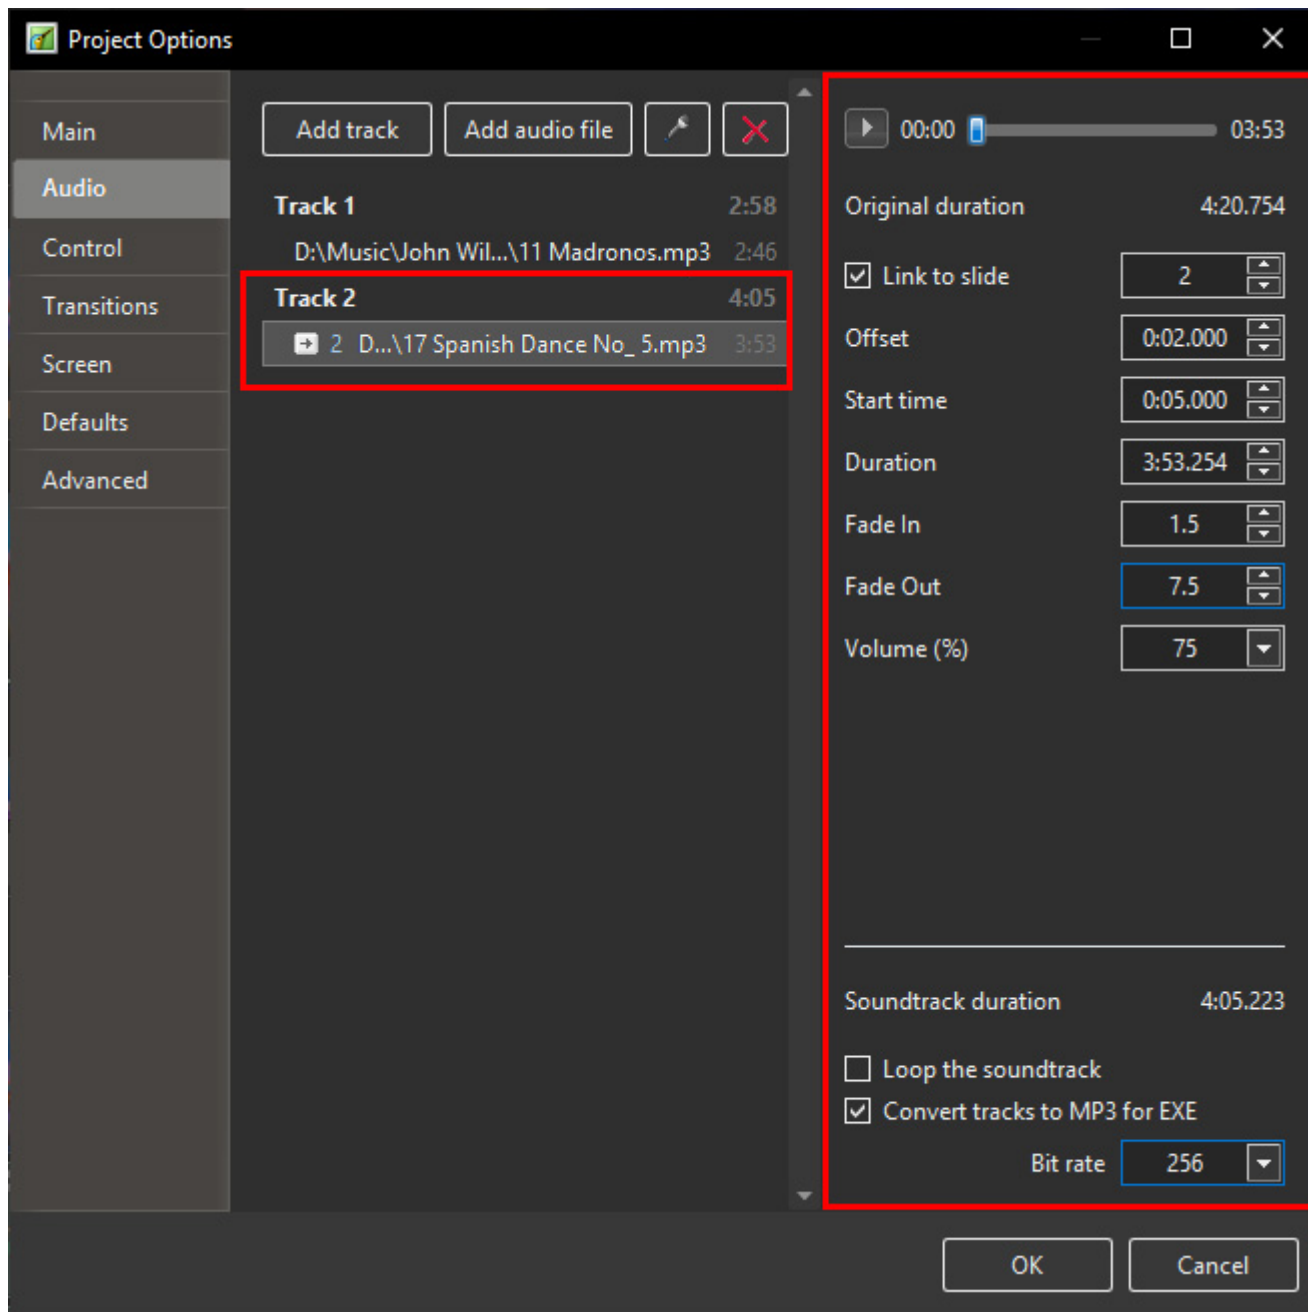 Project Options
Main
Audio
Control
Transitions
Screen
Defaults
Advanced
Add track Add audio file
Track 1 2:58
D:\Music\John Wil...\11 Madronos.mp3 2:46
Track 2 4:05
2 D...\17 Spanish Dance No_ 5.mp3 3:53
00:00 03:53
Original duration 4:20.754
Link to slide 2
Offset 0:02.000
Start time 0:05.000
Duration 3:53.254
Fade In 1.5
Fade Out 7.5
Volume (%) 75
Soundtrack duration 4:05.223
Loop the soundtrack
Convert tracks to MP3 for EXE
Bit rate 256
OK Cancel